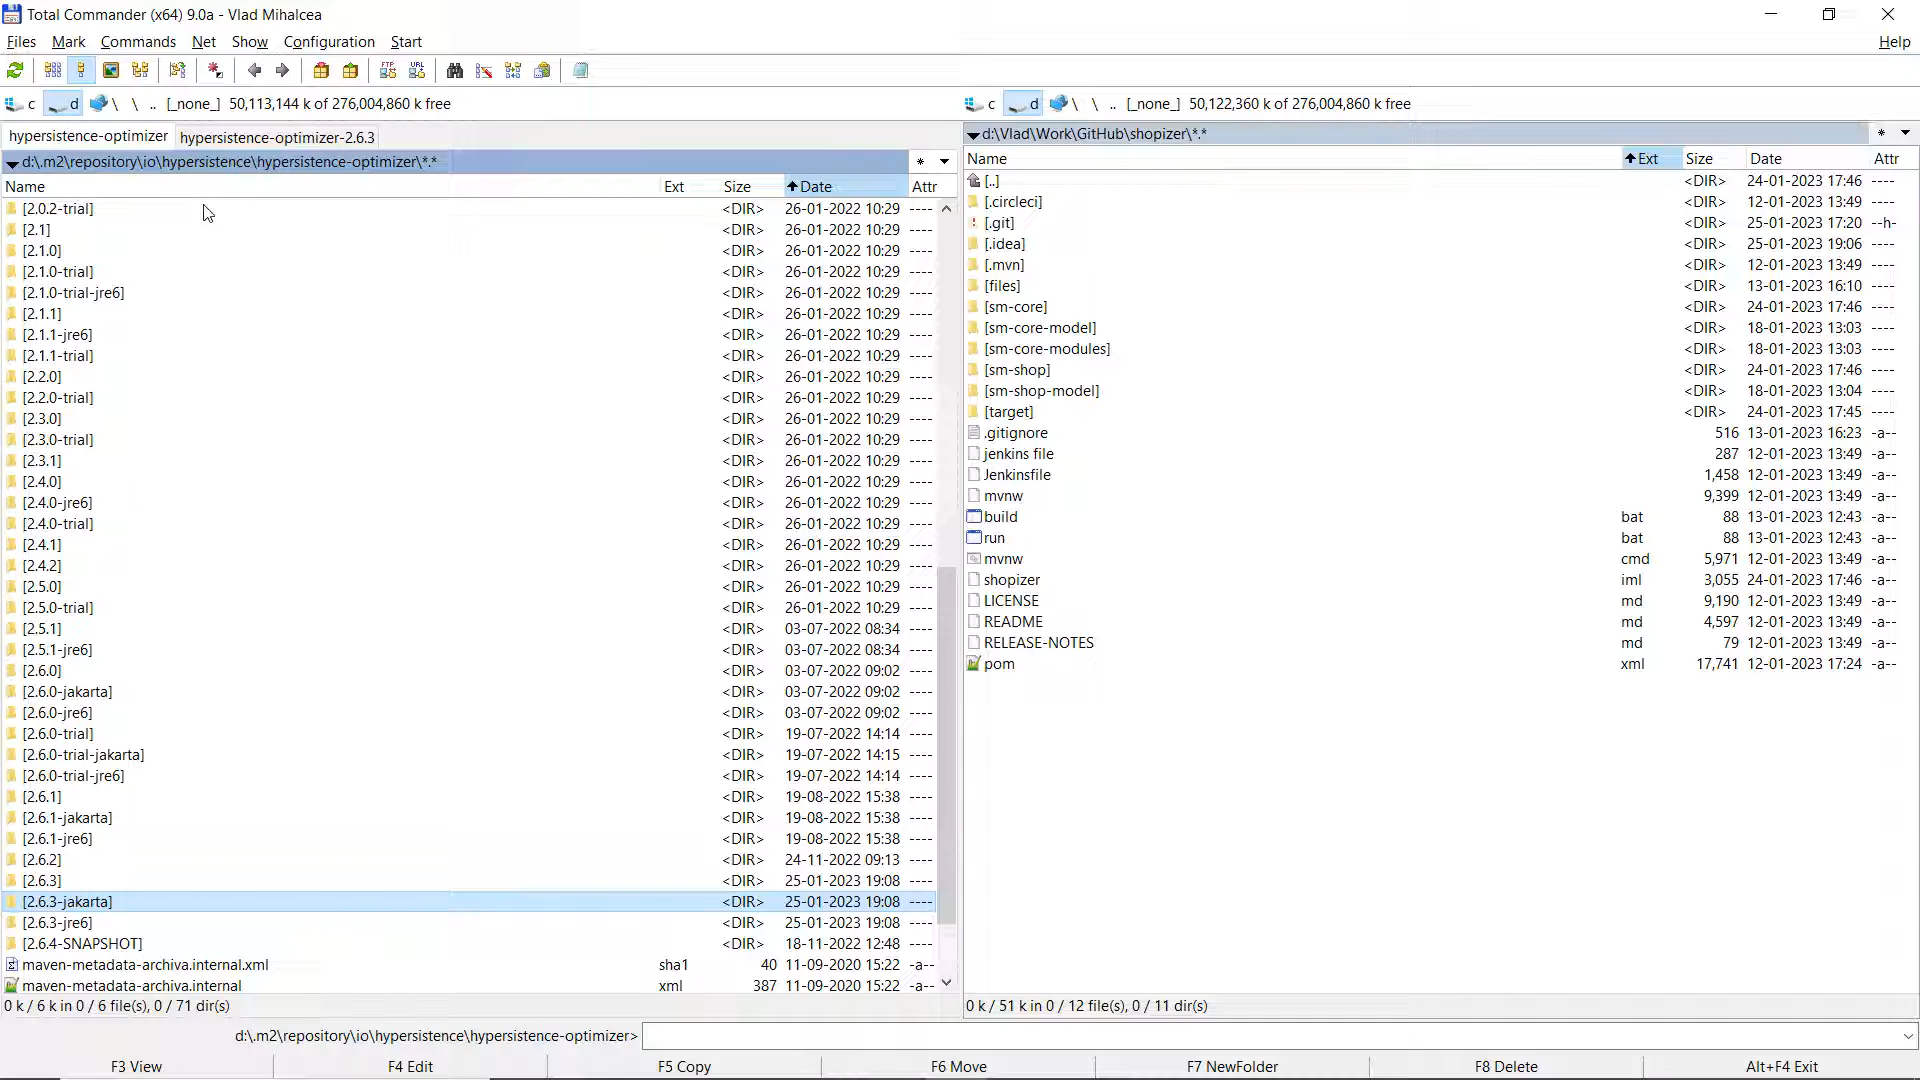 Total Commander (x64) 9.0a - Vlad Mihalcea
Files Mark Commands Net Show Configuration Start Help
FTP URL
c d \ \ .. [_none_] 50,113,144 k of 276,004,860 k free
c d \ \ .. [_none_] 50,122,360 k of 276,004,860 k free
hypersistence-optimizer hypersistence-optimizer-2.6.3
d:\.m2\repository\io\hypersistence\hypersistence-optimizer\*.* *
Name Ext Size Date Attr
[2.0.2-trial] <DIR> 26-01-2022 10:29 ----
[2.1] <DIR> 26-01-2022 10:29 ----
[2.1.0] <DIR> 26-01-2022 10:29 ----
[2.1.0-trial] <DIR> 26-01-2022 10:29 ----
[2.1.0-trial-jre6] <DIR> 26-01-2022 10:29 ----
[2.1.1] <DIR> 26-01-2022 10:29 ----
[2.1.1-jre6] <DIR> 26-01-2022 10:29 ----
[2.1.1-trial] <DIR> 26-01-2022 10:29 ----
[2.2.0] <DIR> 26-01-2022 10:29 ----
[2.2.0-trial] <DIR> 26-01-2022 10:29 ----
[2.3.0] <DIR> 26-01-2022 10:29 ----
[2.3.0-trial] <DIR> 26-01-2022 10:29 ----
[2.3.1] <DIR> 26-01-2022 10:29 ----
[2.4.0] <DIR> 26-01-2022 10:29 ----
[2.4.0-jre6] <DIR> 26-01-2022 10:29 ----
[2.4.0-trial] <DIR> 26-01-2022 10:29 ----
[2.4.1] <DIR> 26-01-2022 10:29 ----
[2.4.2] <DIR> 26-01-2022 10:29 ----
[2.5.0] <DIR> 26-01-2022 10:29 ----
[2.5.0-trial] <DIR> 26-01-2022 10:29 ----
[2.5.1] <DIR> 03-07-2022 08:34 ----
[2.5.1-jre6] <DIR> 03-07-2022 08:34 ----
[2.6.0] <DIR> 03-07-2022 09:02 ----
[2.6.0-jakarta] <DIR> 03-07-2022 09:02 ----
[2.6.0-jre6] <DIR> 03-07-2022 09:02 ----
[2.6.0-trial] <DIR> 19-07-2022 14:14 ----
[2.6.0-trial-jakarta] <DIR> 19-07-2022 14:15 ----
[2.6.0-trial-jre6] <DIR> 19-07-2022 14:14 ----
[2.6.1] <DIR> 19-08-2022 15:38 ----
[2.6.1-jakarta] <DIR> 19-08-2022 15:38 ----
[2.6.1-jre6] <DIR> 19-08-2022 15:38 ----
[2.6.2] <DIR> 24-11-2022 09:13 ----
[2.6.3] <DIR> 25-01-2023 19:08 ----
[2.6.3-jakarta] <DIR> 25-01-2023 19:08 ----
[2.6.3-jre6] <DIR> 25-01-2023 19:08 ----
[2.6.4-SNAPSHOT] <DIR> 18-11-2022 12:48 ----
maven-metadata-archiva.internal.xml sha1 40 11-09-2020 15:22 -a--
maven-metadata-archiva.internal xml 387 11-09-2020 15:22 -a--
0 k / 6 k in 0 / 6 file(s), 0 / 71 dir(s)
d:\Vlad\Work\GitHub\shopizer\*.* *
Name Ext Size Date Attr
[..] <DIR> 24-01-2023 17:46 ----
[.circleci] <DIR> 12-01-2023 13:49 ----
[.git] <DIR> 25-01-2023 17:20 --h-
[.idea] <DIR> 25-01-2023 19:06 ----
[.mvn] <DIR> 12-01-2023 13:49 ----
[files] <DIR> 13-01-2023 16:10 ----
[sm-core] <DIR> 24-01-2023 17:46 ----
[sm-core-model] <DIR> 18-01-2023 13:03 ----
[sm-core-modules] <DIR> 18-01-2023 13:03 ----
[sm-shop] <DIR> 24-01-2023 17:46 ----
[sm-shop-model] <DIR> 18-01-2023 13:04 ----
[target] <DIR> 24-01-2023 17:45 ----
.gitignore 516 13-01-2023 16:23 -a--
jenkins file 287 12-01-2023 13:49 -a--
Jenkinsfile 1,458 12-01-2023 13:49 -a--
mvnw 9,399 12-01-2023 13:49 -a--
build bat 88 13-01-2023 12:43 -a--
run bat 88 13-01-2023 12:43 -a--
mvnw cmd 5,971 12-01-2023 13:49 -a--
shopizer iml 3,055 24-01-2023 17:46 -a--
LICENSE md 9,190 12-01-2023 13:49 -a--
README md 4,597 12-01-2023 13:49 -a--
RELEASE-NOTES md 79 12-01-2023 13:49 -a--
pom xml 17,741 12-01-2023 17:24 -a--
0 k / 51 k in 0 / 12 file(s), 0 / 11 dir(s)
d:\.m2\repository\io\hypersistence\hypersistence-optimizer>
F3 View F4 Edit F5 Copy F6 Move F7 NewFolder F8 Delete Alt+F4 Exit